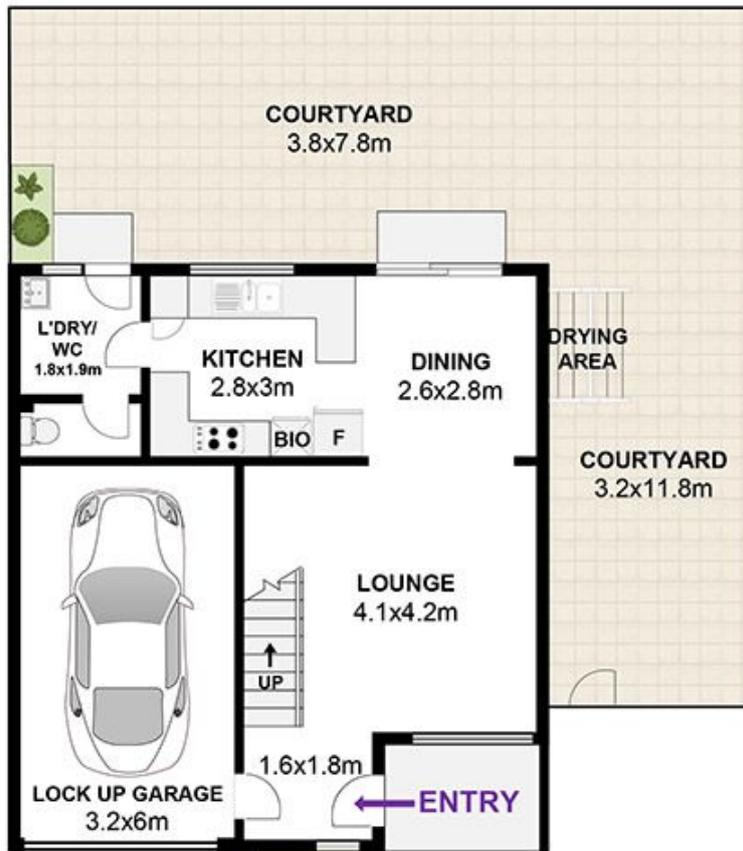 COURTYARD
3.8x7.8m
L'DRY/
WC
1.8x1.9m
KITCHEN
2.8x3m
DINING
2.6x2.8m
DRYING
AREA
BIO
F
COURTYARD
3.2x11.8m
LOUNGE
4.1x4.2m
UP
1.6x1.8m
LOCK UP GARAGE
3.2x6m
ENTRY